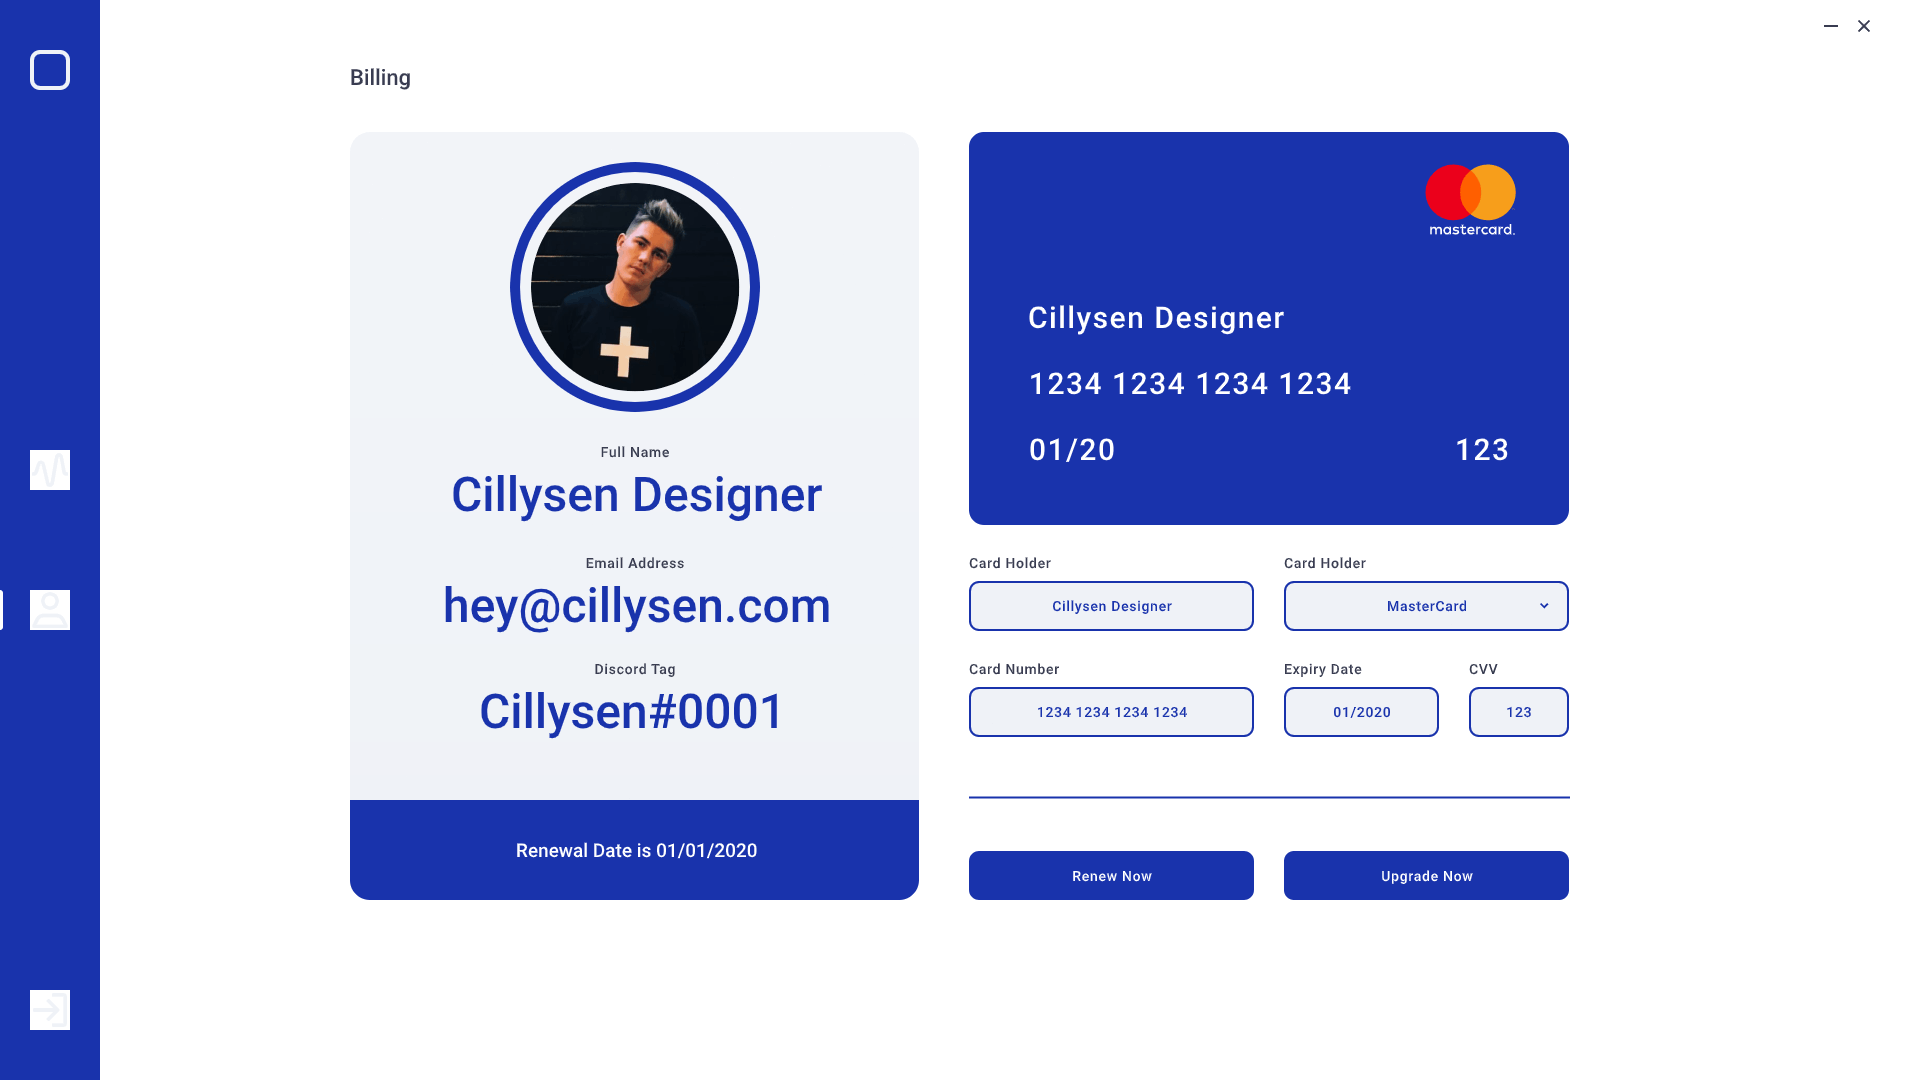 Billing
Full Name
Cillysen Designer
Email Address
hey@cillysen.com
Discord Tag
Cillysen#0001
Renewal Date is 01/01/2020
mastercard.
Cillysen Designer
1234 1234 1234 1234
01/20 123
Card Holder Card Holder
Cillysen Designer MasterCard
Card Number Expiry Date CVV
1234 1234 1234 1234 01/2020 123
Renew Now Upgrade Now